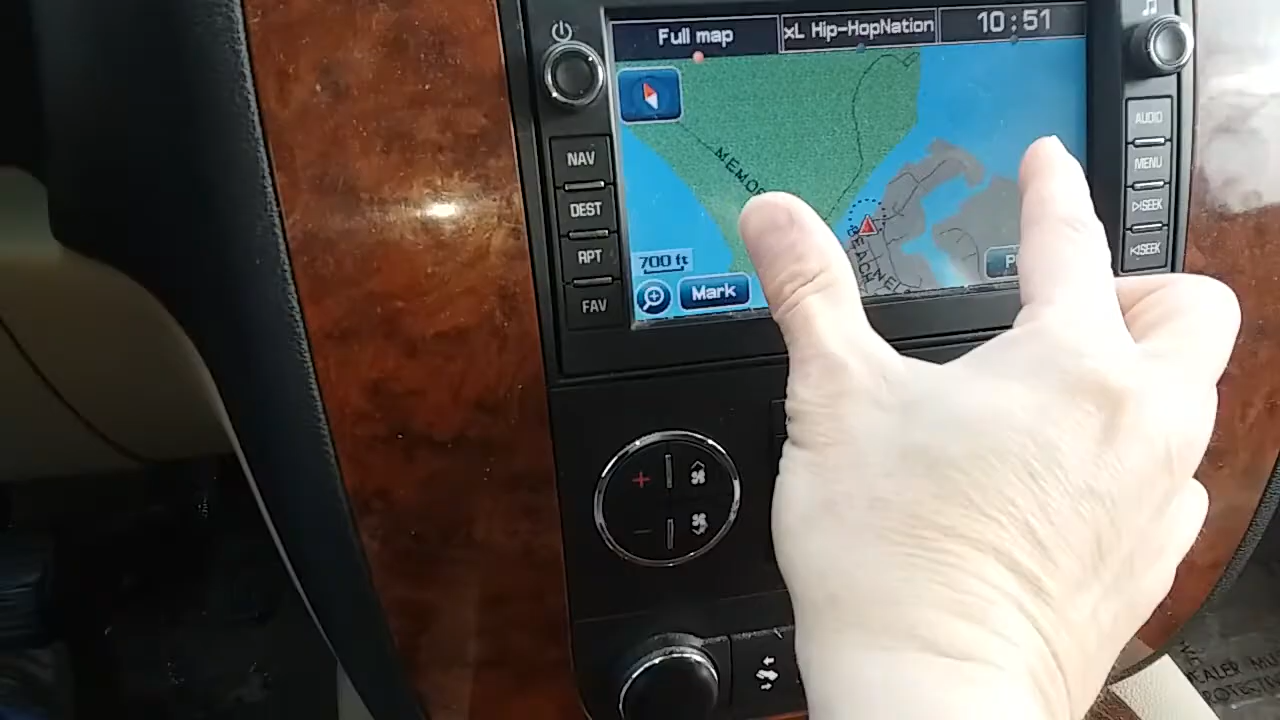 Full map
xL Hip-HopNation
10:51
NAV
DEST
RPT
FAV
AUDIO
MENU
SEEK
SEEK
700 ft
Mark